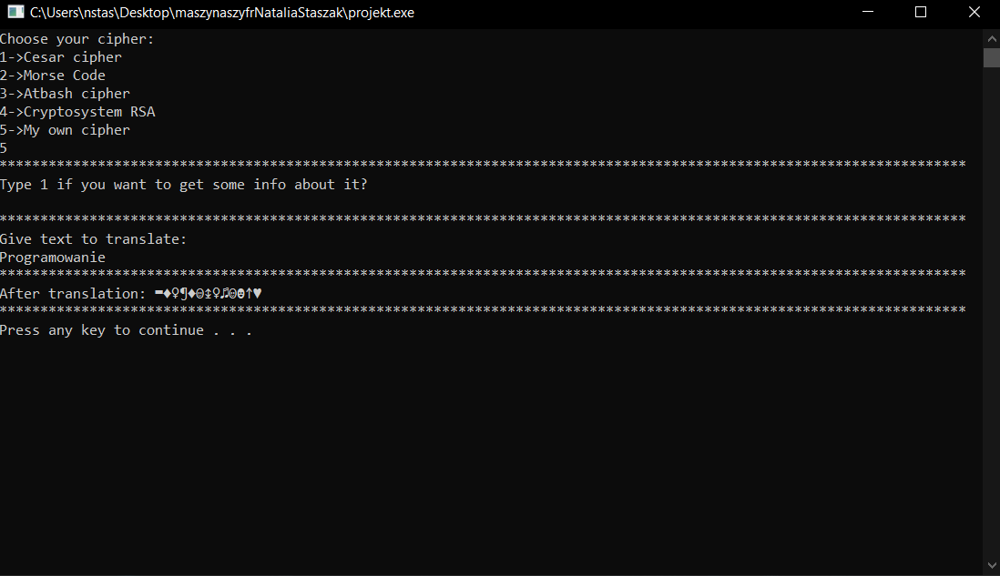 C:\Users\nstas\Desktop\maszynaszyfrNataliaStaszak\projekt.exe
Choose your cipher:
1->Cesar cipher
2->Morse Code
3->Atbash cipher
4->Cryptosystem RSA
5->My own cipher
5
**********************************************************************************************************************
Type 1 if you want to get some info about it?
**********************************************************************************************************************
Give text to translate:
Programowanie
**********************************************************************************************************************
After translation: ▬♦♀¶♦☺↨♀♫☺☻↑♥
**********************************************************************************************************************
Press any key to continue . . .